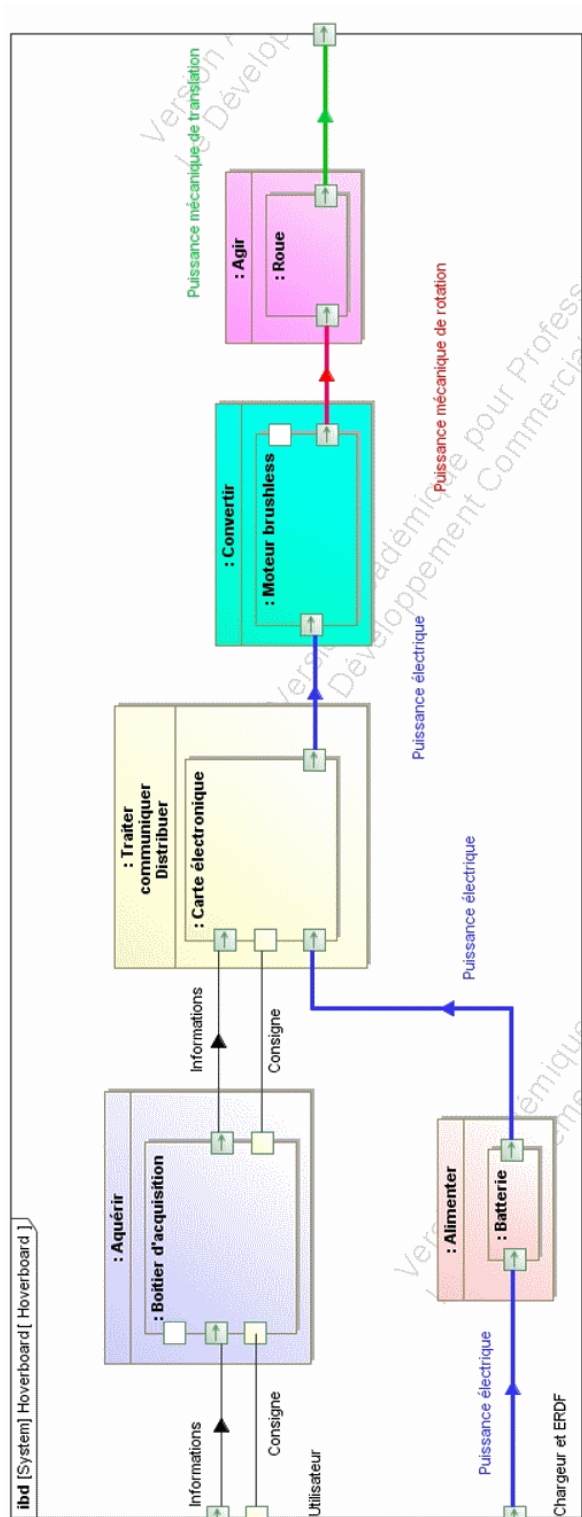 ibd [System] Hoverboard [ Hoverboard ]
: Aquérir
: Boitier d'acquisition
Informations
Consigne
Utilisateur
Informations
Consigne
: Traiter
communiquer
Distribuer
: Carte électronique
: Convertir
: Moteur brushless
: Agir
: Roue
Puissance mécanique de translation
Puissance mécanique de rotation
Puissance électrique
Puissance électrique
: Alimenter
: Batterie
Puissance électrique
Chargeur et ERDF